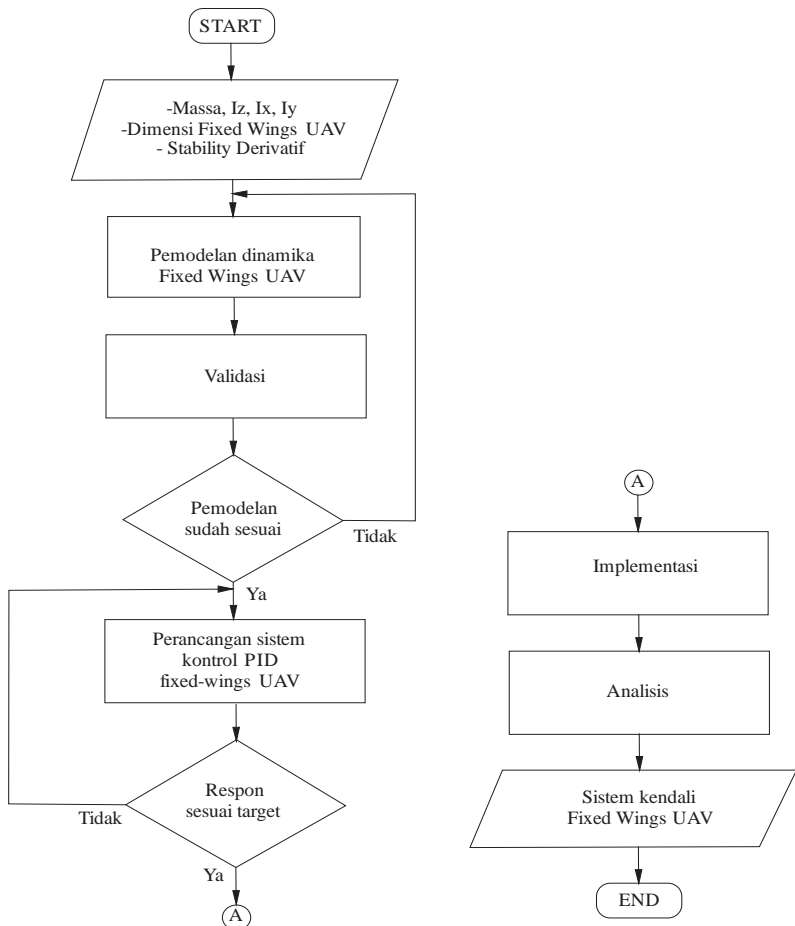 START
-Massa, Iz, Ix, Iy
-Dimensi Fixed Wings UAV
- Stability Derivatif
Pemodelan dinamika
Fixed Wings UAV
Validasi
Pemodelan
sudah sesuai
Tidak
Ya
Perancangan sistem
kontrol PID
fixed-wings UAV
Respon
sesuai target
Tidak
Ya
A
A
Implementasi
Analisis
Sistem kendali
Fixed Wings UAV
END